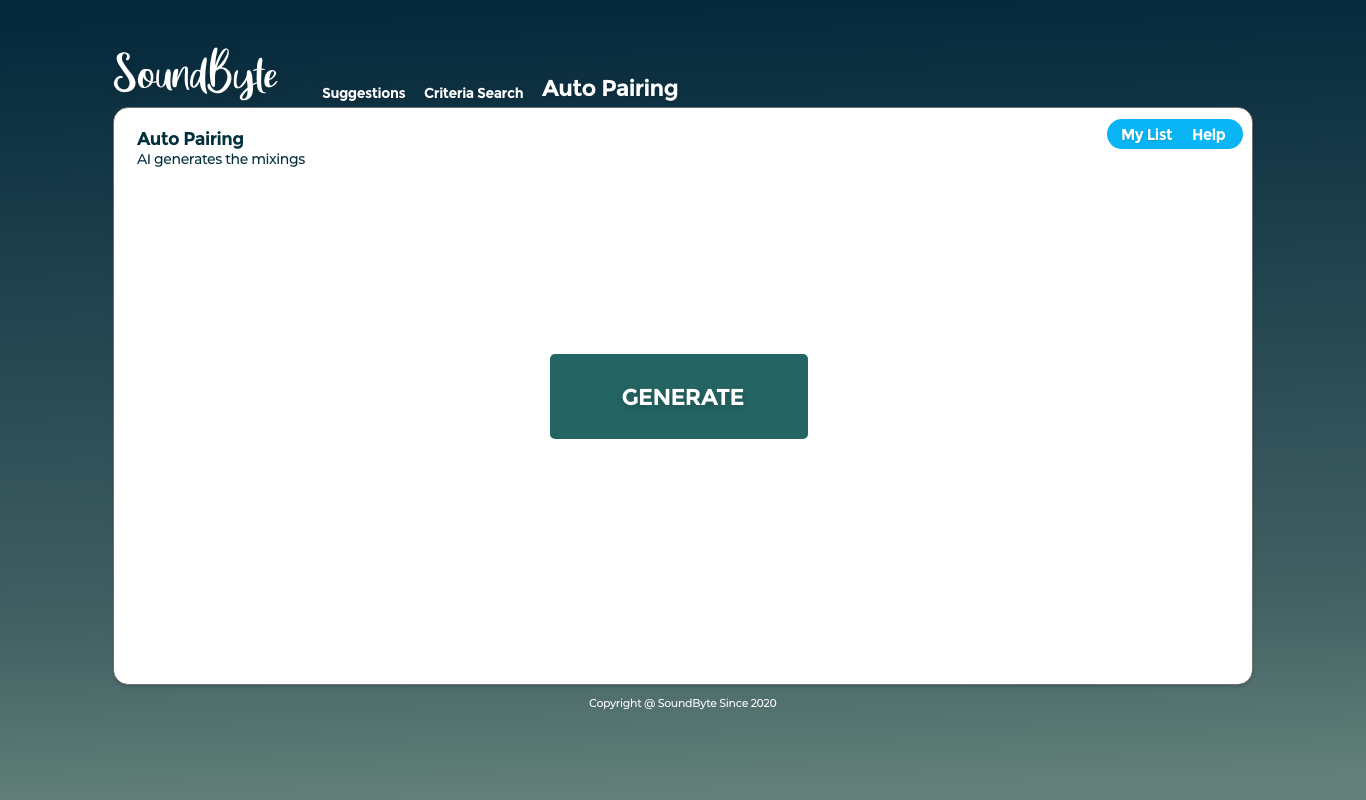 SoundByte
Suggestions Criteria Search Auto Pairing
Auto Pairing
AI generates the mixings
My List Help
GENERATE
Copyright @ SoundByte Since 2020